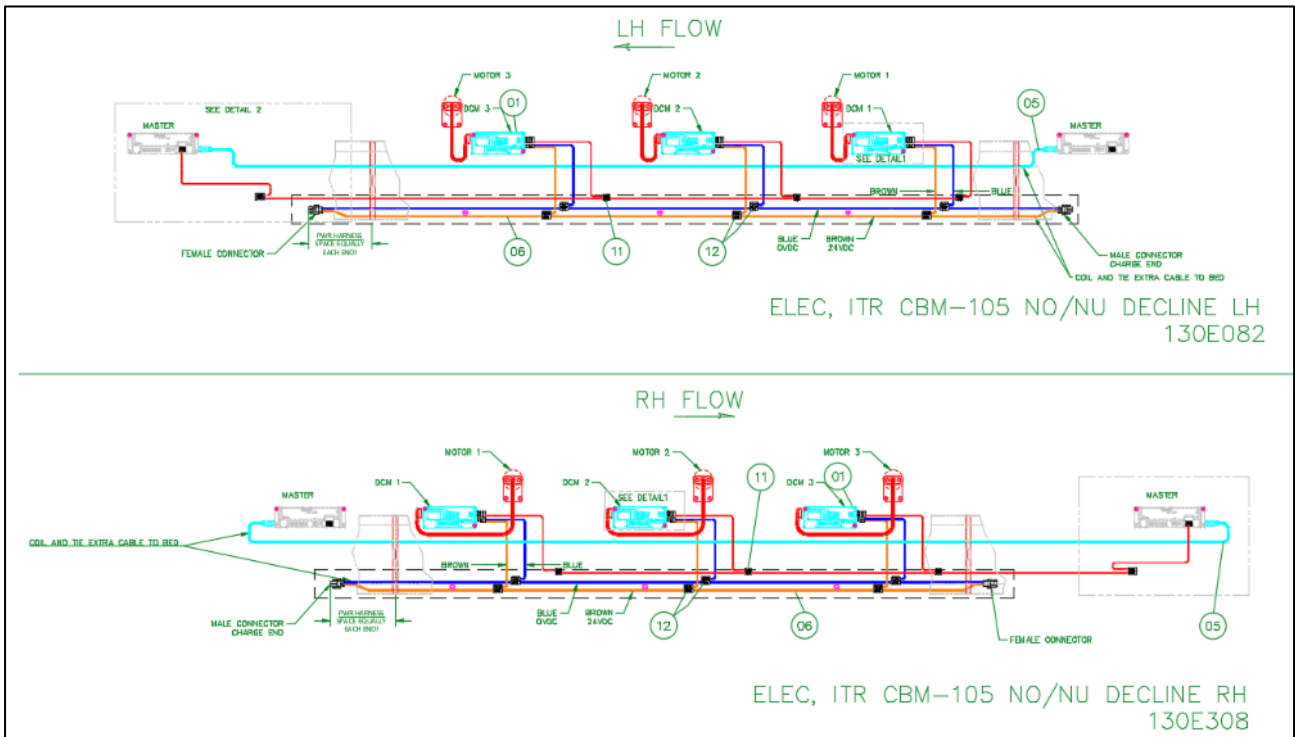 LH FLOW
MOTOR 3
MOTOR 2
MOTOR 1
SEE DETAIL 2
DCM 3
01
DCM 2
DCM 1
05
MASTER
MASTER
SEE DETAIL1
BROWN
BLUE
FEMALE CONNECTOR
PWR HARNESS
SPACE EQUALLY
EACH END!
06
11
12
BLUE
0VDC
BROWN
24VDC
MALE CONNECTOR
CHARGE END
COIL AND TIE EXTRA CABLE TO BED
ELEC, ITR CBM-105 NO/NU DECLINE LH
130E082
RH FLOW
MOTOR 1
MOTOR 2
MOTOR 3
11
01
DCM 1
DCM 2
SEE DETAIL1
DCM 3
MASTER
MASTER
COIL AND TIE EXTRA CABLE TO BED
BROWN
BLUE
MALE CONNECTOR
CHARGE END
PWR HARNESS
SPACE EQUALLY
EACH END!
BLUE
0VDC
BROWN
24VDC
12
06
05
FEMALE CONNECTOR
ELEC, ITR CBM-105 NO/NU DECLINE RH
130E308